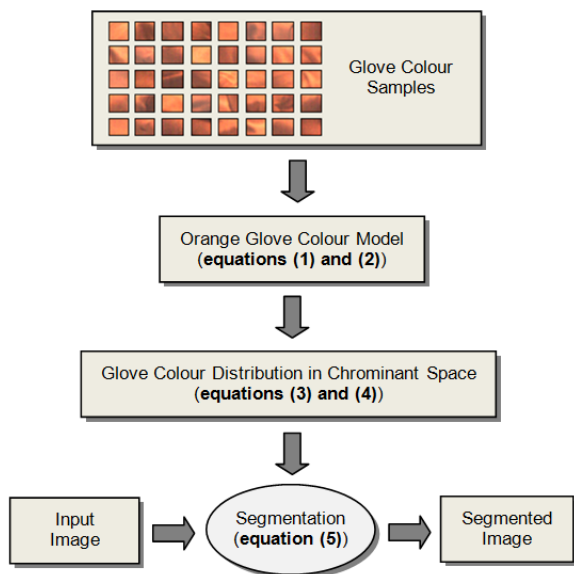 Glove Colour
Samples
Orange Glove Colour Model
(equations (1) and (2))
Glove Colour Distribution in Chrominant Space
(equations (3) and (4))
Input
Image
Segmentation
(equation (5))
Segmented
Image